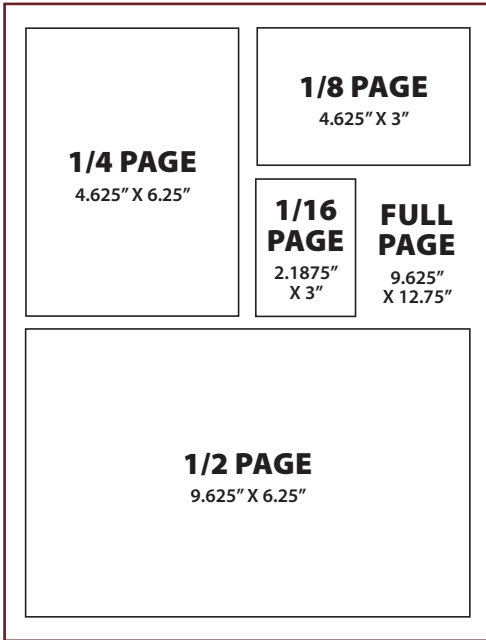 1/4 PAGE
4.625” X 6.25”
1/8 PAGE
4.625” X 3”
1/16
PAGE
2.1875”
X 3”
FULL
PAGE
9.625”
X 12.75”
1/2 PAGE
9.625” X 6.25”